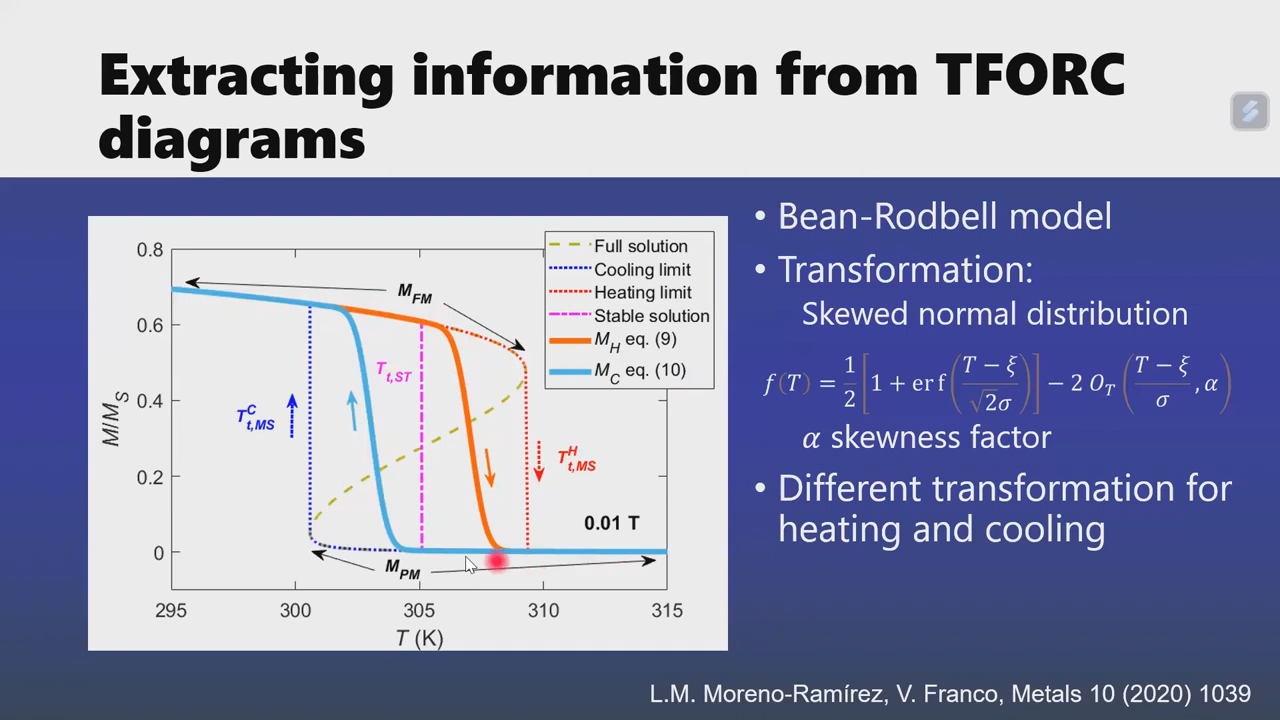 Extracting information from TFORC
diagrams
0.8
0.6
0.4
0.2
0
M/M_S
295
300
305
310
315
T (K)
Full solution
Cooling limit
Heating limit
Stable solution
M_H eq. (9)
M_C eq. (10)
M_FM
T_t,ST
T^C_t,MS
T^H_t,MS
0.01 T
M_PM
• Bean-Rodbell model
• Transformation:
Skewed normal distribution
f(T) = 1/2 [1 + erf((T − ξ)/(√2σ))] − 2 O_T((T − ξ)/σ, α)
α skewness factor
• Different transformation for
heating and cooling
L.M. Moreno-Ramírez, V. Franco, Metals 10 (2020) 1039